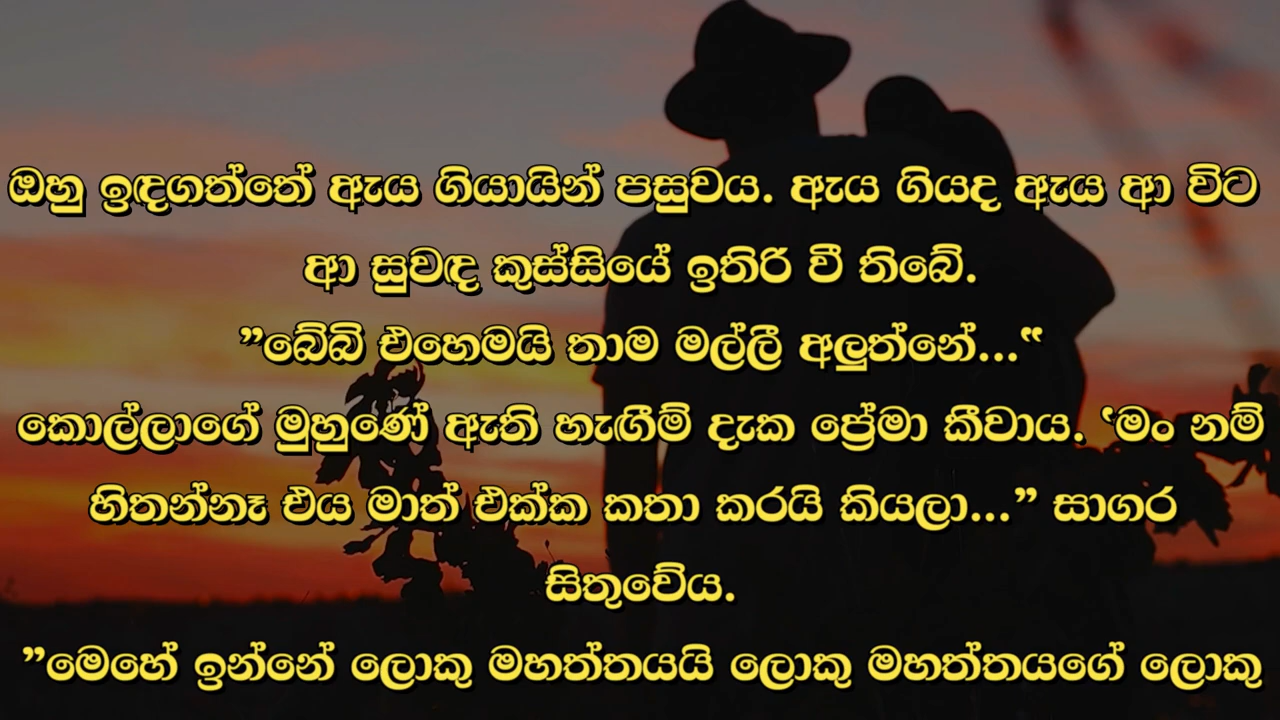 ඔහු ඉඳගත්තේ ඇය ගියායින් පසුවය. ඇය ගියද ඇය ආ විට
ආ සුවඳ කුස්සියේ ඉතිරි වී තිබේ.
”බේබි එහෙමයි තාම මල්ලී අලුත්නේ...“
කොල්ලාගේ මුහුණේ ඇති හැඟීම් දැක ප්‍රේමා කීවාය. ‘මං නම්
හිතන්නෑ එය මාත් එක්ක කතා කරයි කියලා...” සාගර
සිතුවේය.
”මෙහේ ඉන්නේ ලොකු මහත්තයයි ලොකු මහත්තයගේ ලොකු